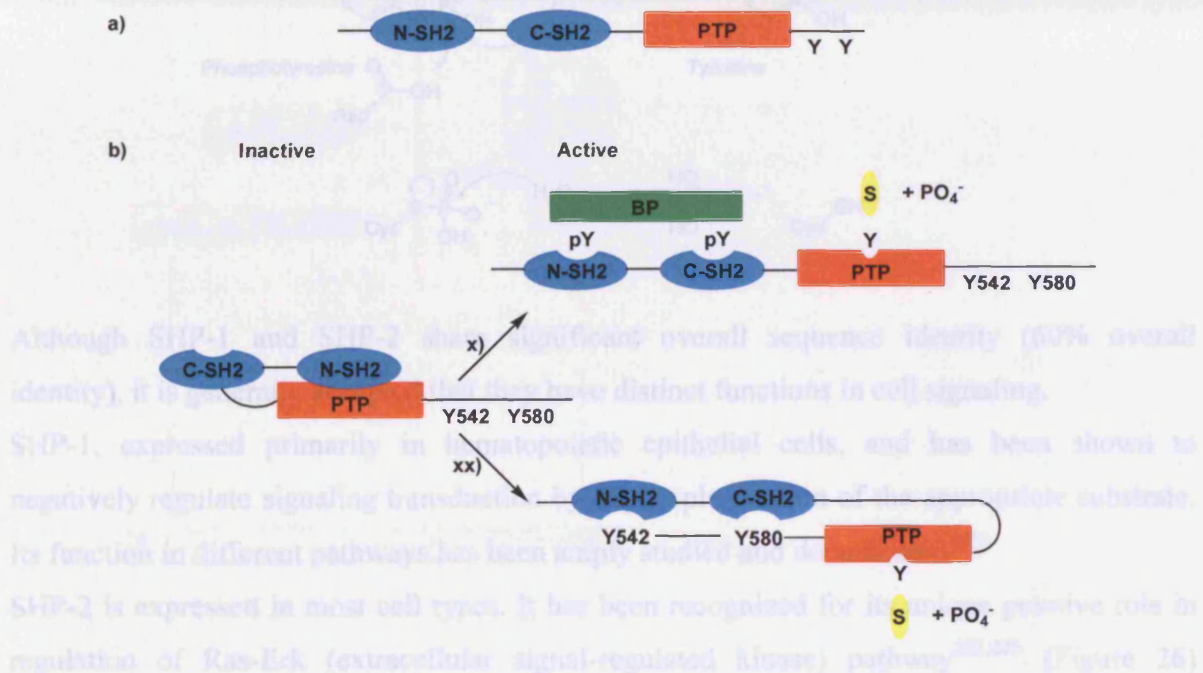 a)
N-SH2 C-SH2 PTP Y Y
Phosphotyrosine Tyrosine
b) Inactive Active
S + PO₄⁻
BP
pY pY Y
N-SH2 C-SH2 PTP
Y542 Y580
x)
C-SH2 N-SH2
PTP
Y542 Y580
xx)
N-SH2 C-SH2
Y542 Y580 PTP
Y
S + PO₄⁻
Although SHP-1 and SHP-2 share significant overall sequence identity (60% overall
identity), it is that they have distinct functions in cell signaling.
SHP-1, expressed primarily in hematopoietic epithelial cells, and has been shown to
negatively regulate signaling transduction of the appropriate substrate.
Its function in different pathways has been amply studied and
SHP-2 is expressed in most cell types. It has been recognized for its unique positive role in
regulation of Ras-Erk (extracellular signal-regulated kinase) pathway (Figure 26)